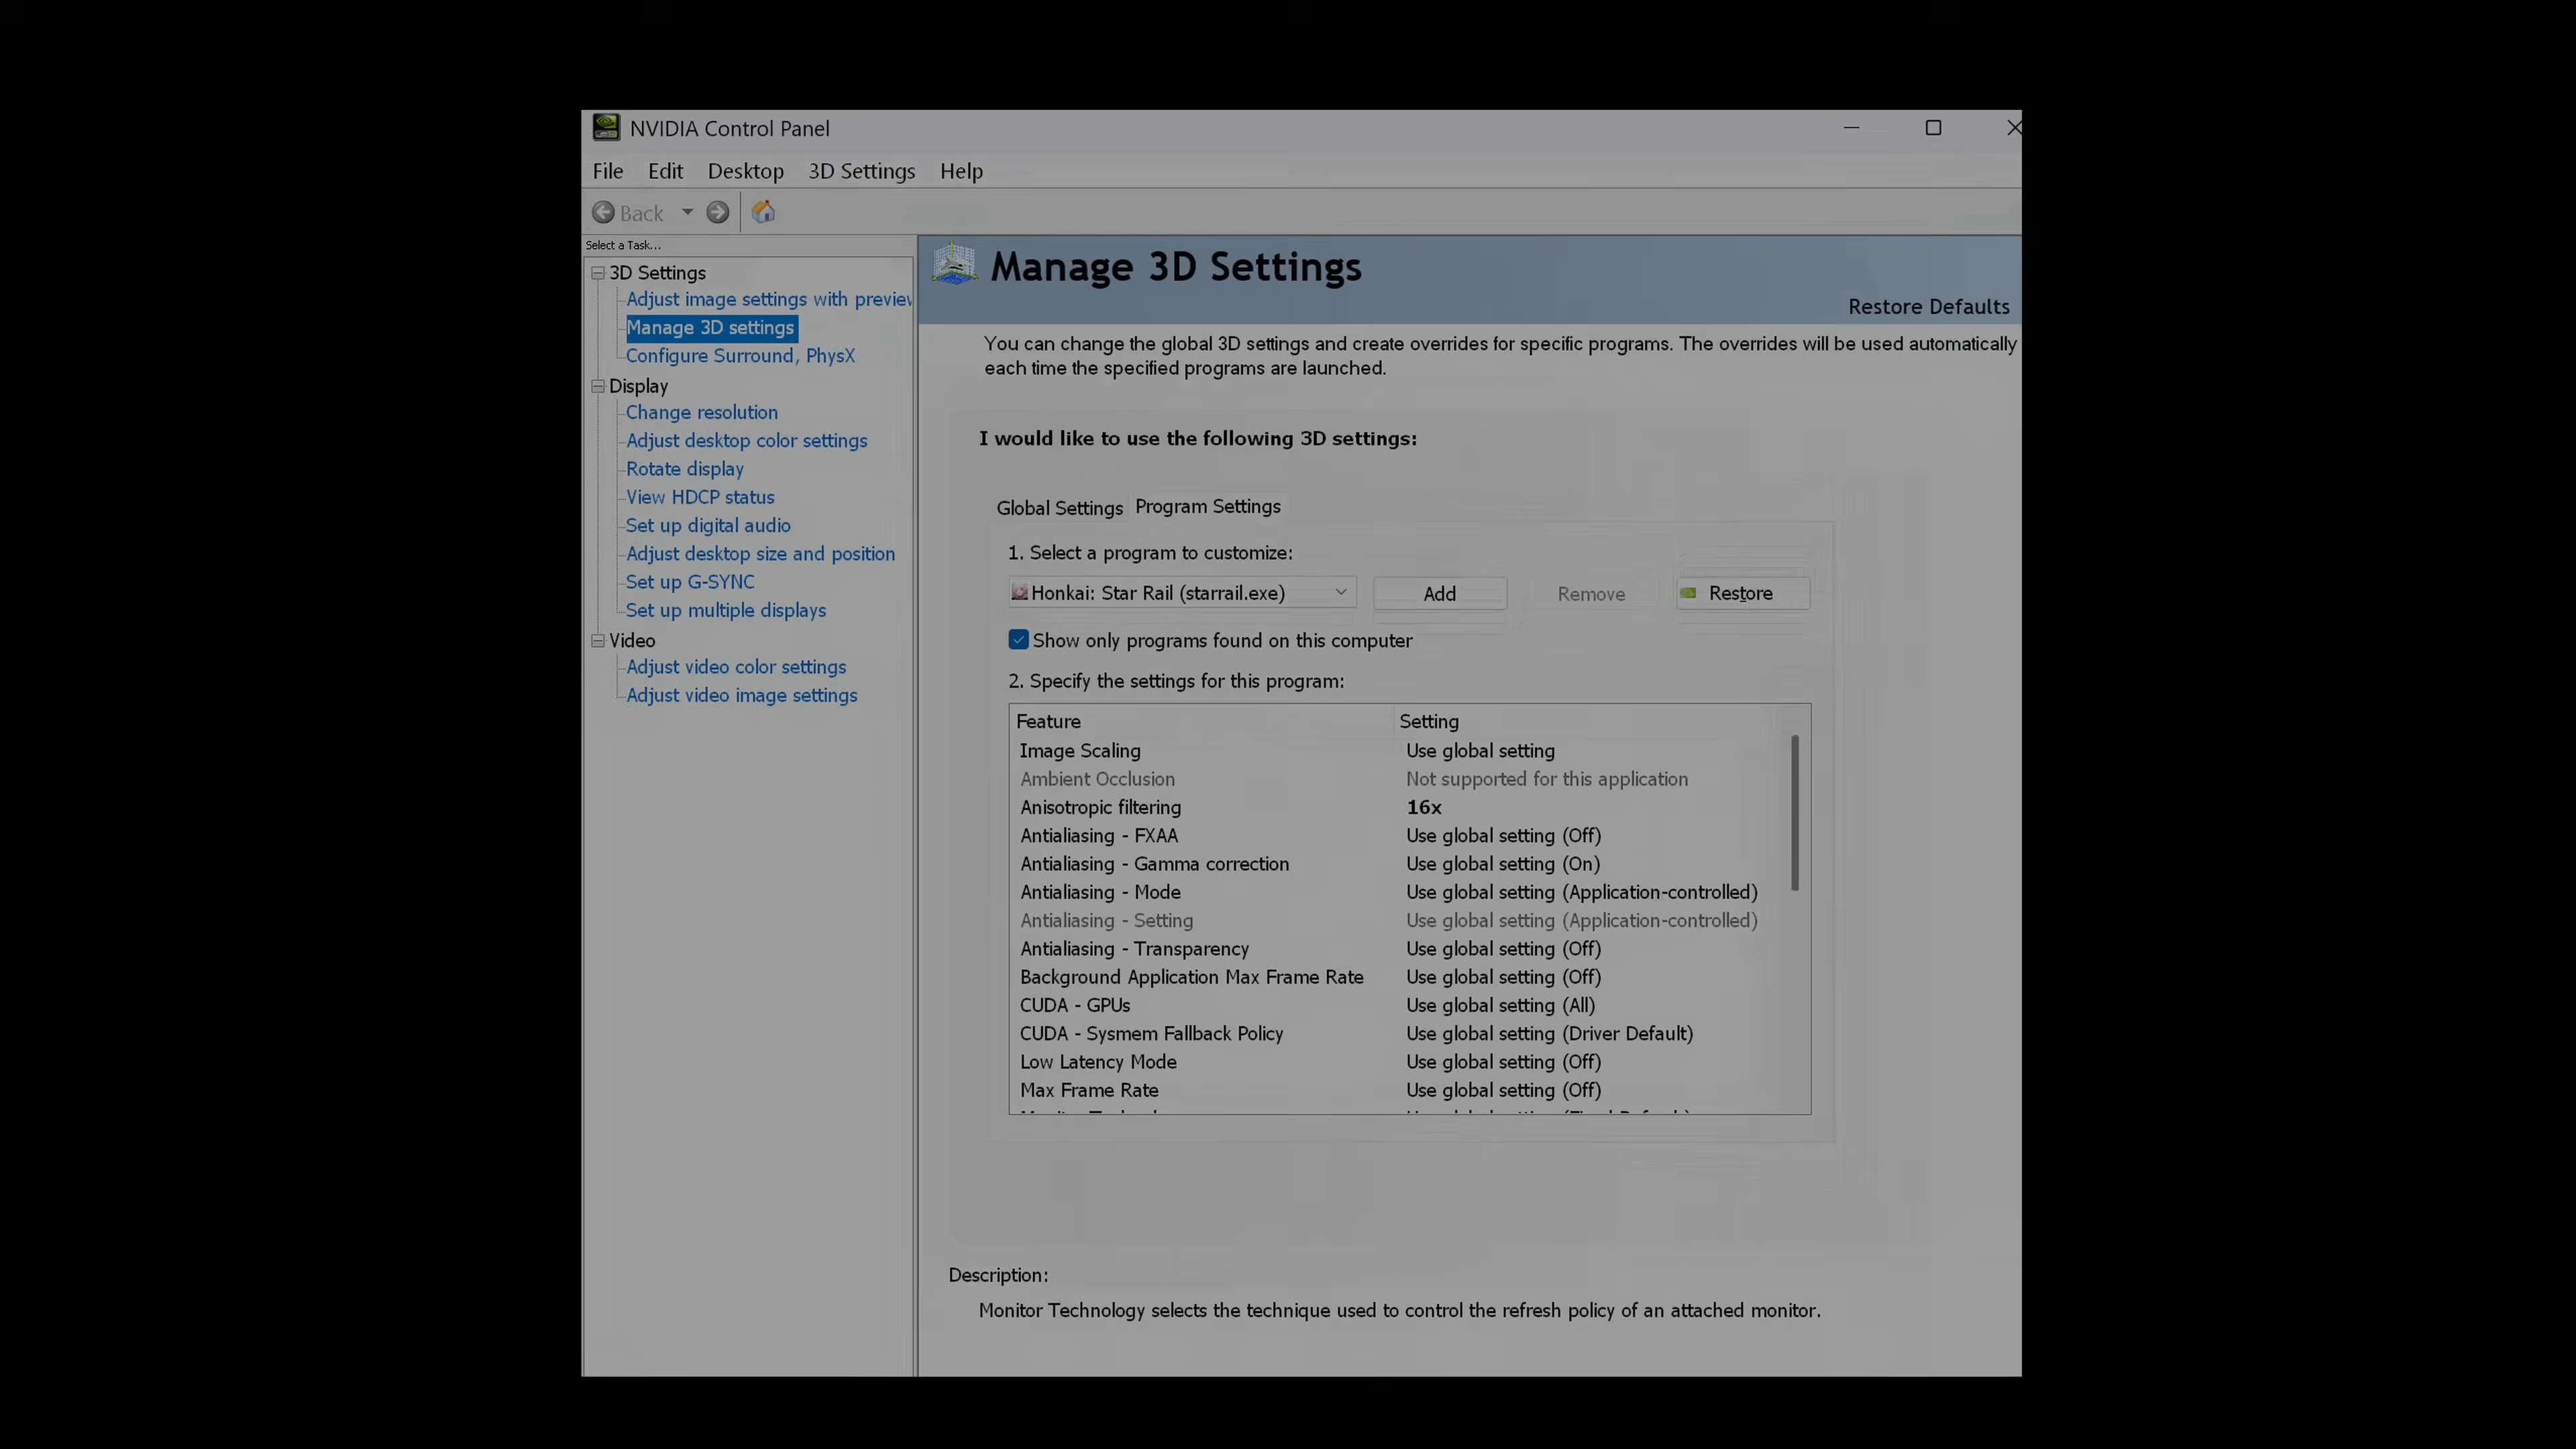 NVIDIA Control Panel
File Edit Desktop 3D Settings Help
Back
Select a Task...
3D Settings
Adjust image settings with preview
Manage 3D settings
Configure Surround, PhysX
Display
Change resolution
Adjust desktop color settings
Rotate display
View HDCP status
Set up digital audio
Adjust desktop size and position
Set up G-SYNC
Set up multiple displays
Video
Adjust video color settings
Adjust video image settings
Manage 3D Settings
Restore Defaults
You can change the global 3D settings and create overrides for specific programs. The overrides will be used automatically
each time the specified programs are launched.
I would like to use the following 3D settings:
Global Settings Program Settings
1. Select a program to customize:
Honkai: Star Rail (starrail.exe) Add Remove Restore
Show only programs found on this computer
2. Specify the settings for this program:
Feature Setting
Image Scaling Use global setting
Ambient Occlusion Not supported for this application
Anisotropic filtering 16x
Antialiasing - FXAA Use global setting (Off)
Antialiasing - Gamma correction Use global setting (On)
Antialiasing - Mode Use global setting (Application-controlled)
Antialiasing - Setting Use global setting (Application-controlled)
Antialiasing - Transparency Use global setting (Off)
Background Application Max Frame Rate Use global setting (Off)
CUDA - GPUs Use global setting (All)
CUDA - Sysmem Fallback Policy Use global setting (Driver Default)
Low Latency Mode Use global setting (Off)
Max Frame Rate Use global setting (Off)
Description:
Monitor Technology selects the technique used to control the refresh policy of an attached monitor.